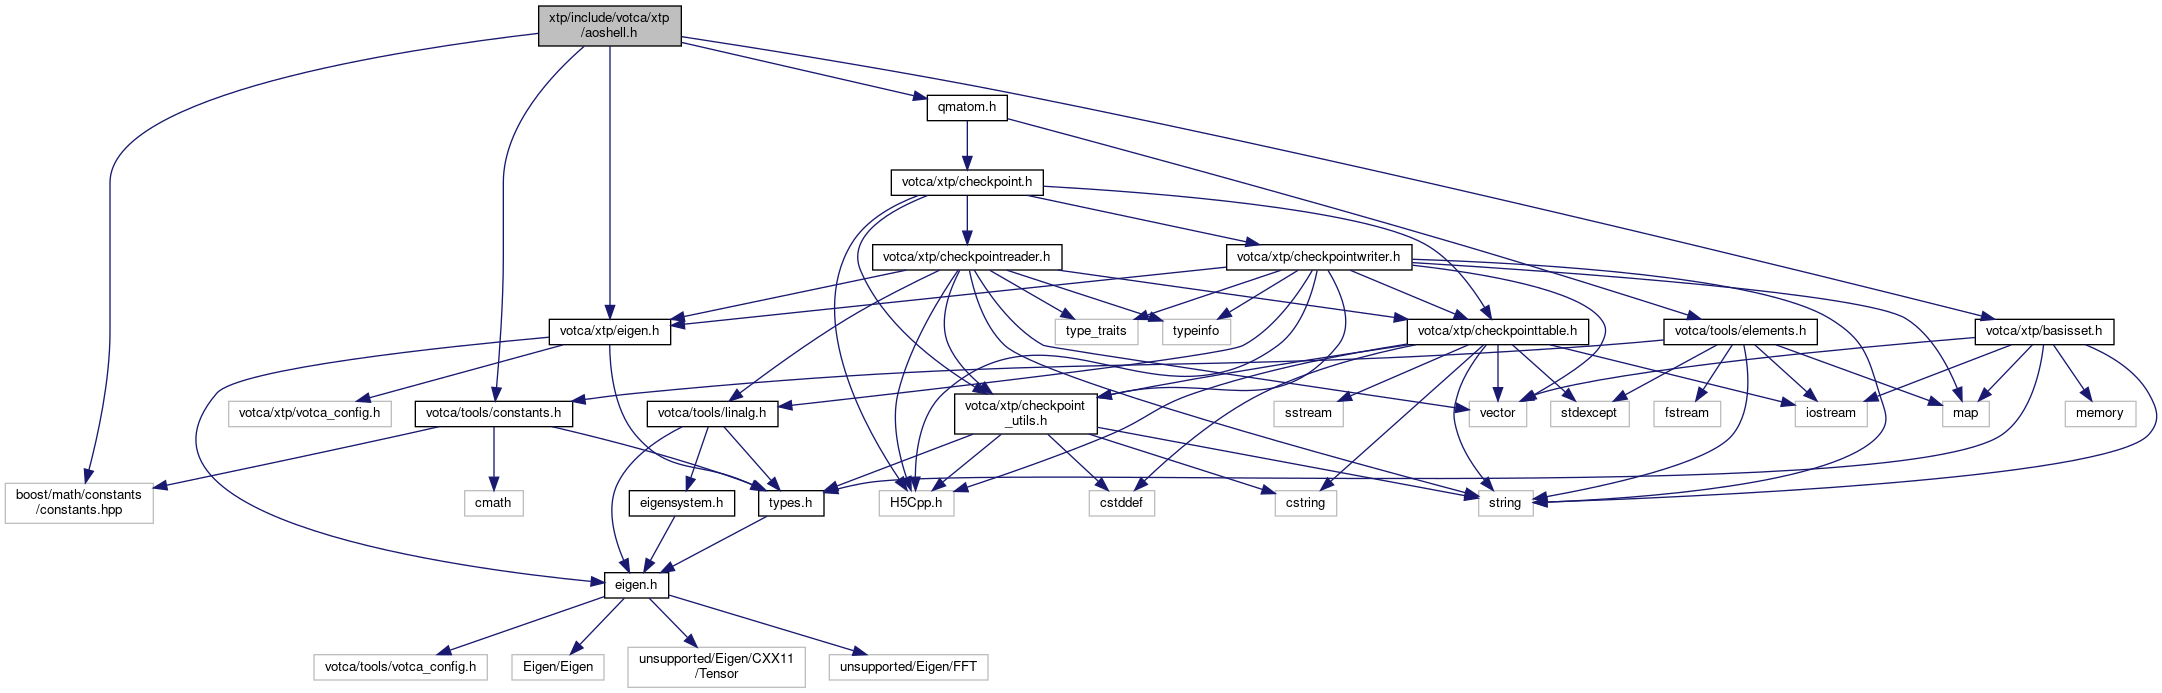 xtp/include/votca/xtp
/aoshell.h
qmatom.h
votca/xtp/checkpoint.h
votca/xtp/checkpointreader.h
votca/xtp/checkpointwriter.h
votca/xtp/eigen.h
type_traits
typeinfo
votca/xtp/checkpointtable.h
votca/tools/elements.h
votca/xtp/basisset.h
votca/xtp/votca_config.h
votca/tools/constants.h
votca/tools/linalg.h
votca/xtp/checkpoint
_utils.h
sstream
vector
stdexcept
fstream
iostream
map
memory
boost/math/constants
/constants.hpp
cmath
eigensystem.h
types.h
H5Cpp.h
cstddef
cstring
string
eigen.h
votca/tools/votca_config.h
Eigen/Eigen
unsupported/Eigen/CXX11
/Tensor
unsupported/Eigen/FFT